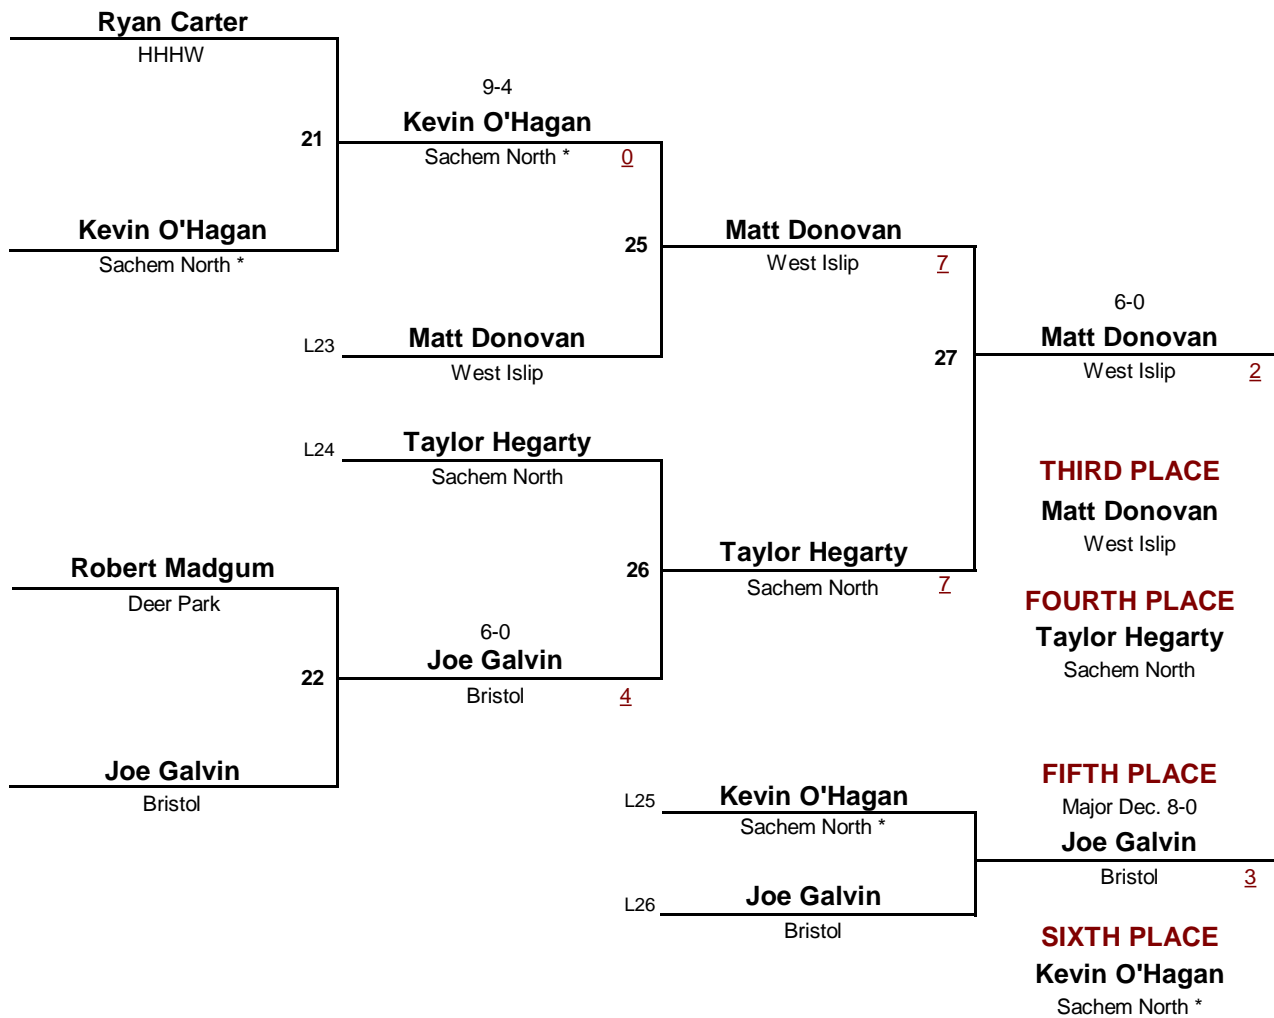 Ryan Carter
HHHW
9-4
21
Kevin O'Hagan
Sachem North *
0
Kevin O'Hagan
Sachem North *
25
Matt Donovan
West Islip
7
6-0
L23
Matt Donovan
West Islip
27
Matt Donovan
West Islip
2
L24
Taylor Hegarty
Sachem North
THIRD PLACE
Matt Donovan
West Islip
Robert Madgum
Deer Park
26
Taylor Hegarty
Sachem North
7
FOURTH PLACE
Taylor Hegarty
Sachem North
6-0
22
Joe Galvin
Bristol
4
Joe Galvin
Bristol
L25
Kevin O'Hagan
Sachem North *
FIFTH PLACE
Major Dec. 8-0
Joe Galvin
Bristol
3
L26
Joe Galvin
Bristol
SIXTH PLACE
Kevin O'Hagan
Sachem North *